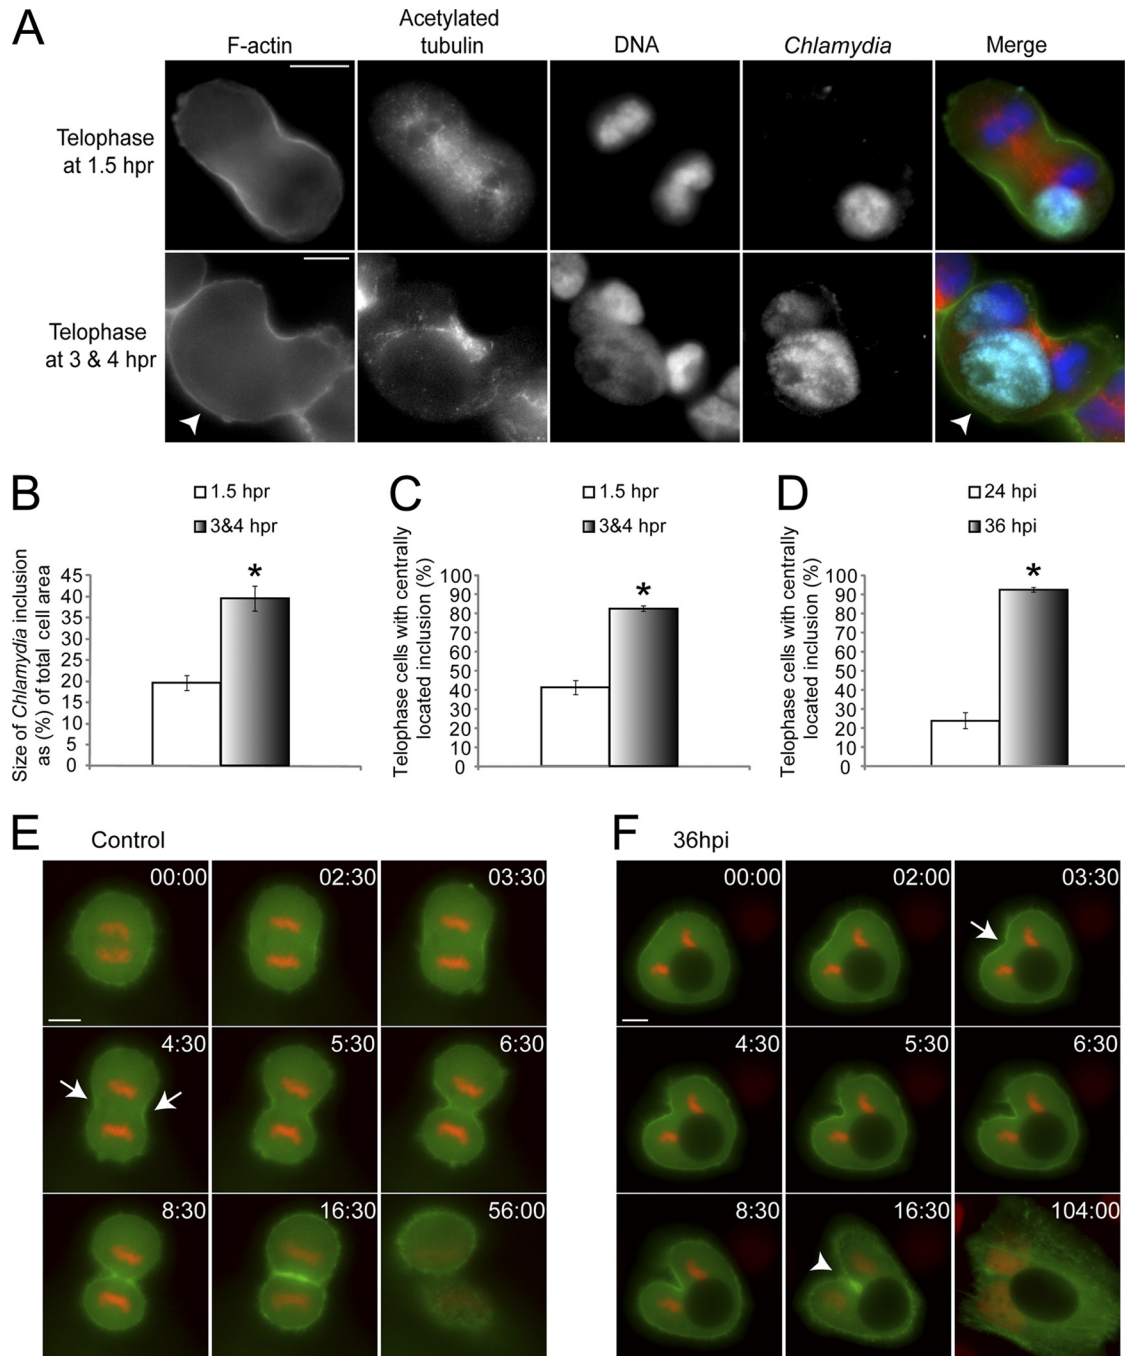 A
F-actin
Acetylated
tubulin
DNA
Chlamydia
Merge
Telophase
at 1.5 hpr
Telophase
at 3 & 4 hpr
B
1.5 hpr
3&4 hpr
Size of Chlamydia inclusion
as (%) of total cell area
45
40
35
30
25
20
15
10
5
0
*
C
1.5 hpr
3&4 hpr
Telophase cells with centrally
located inclusion (%)
100
90
80
70
60
50
40
30
20
10
0
*
D
24 hpi
36 hpi
Telophase cells with centrally
located inclusion (%)
100
90
80
70
60
50
40
30
20
10
0
*
E
Control
00:00
02:30
03:30
4:30
5:30
6:30
8:30
16:30
56:00
F
36hpi
00:00
02:00
03:30
4:30
5:30
6:30
8:30
16:30
104:00